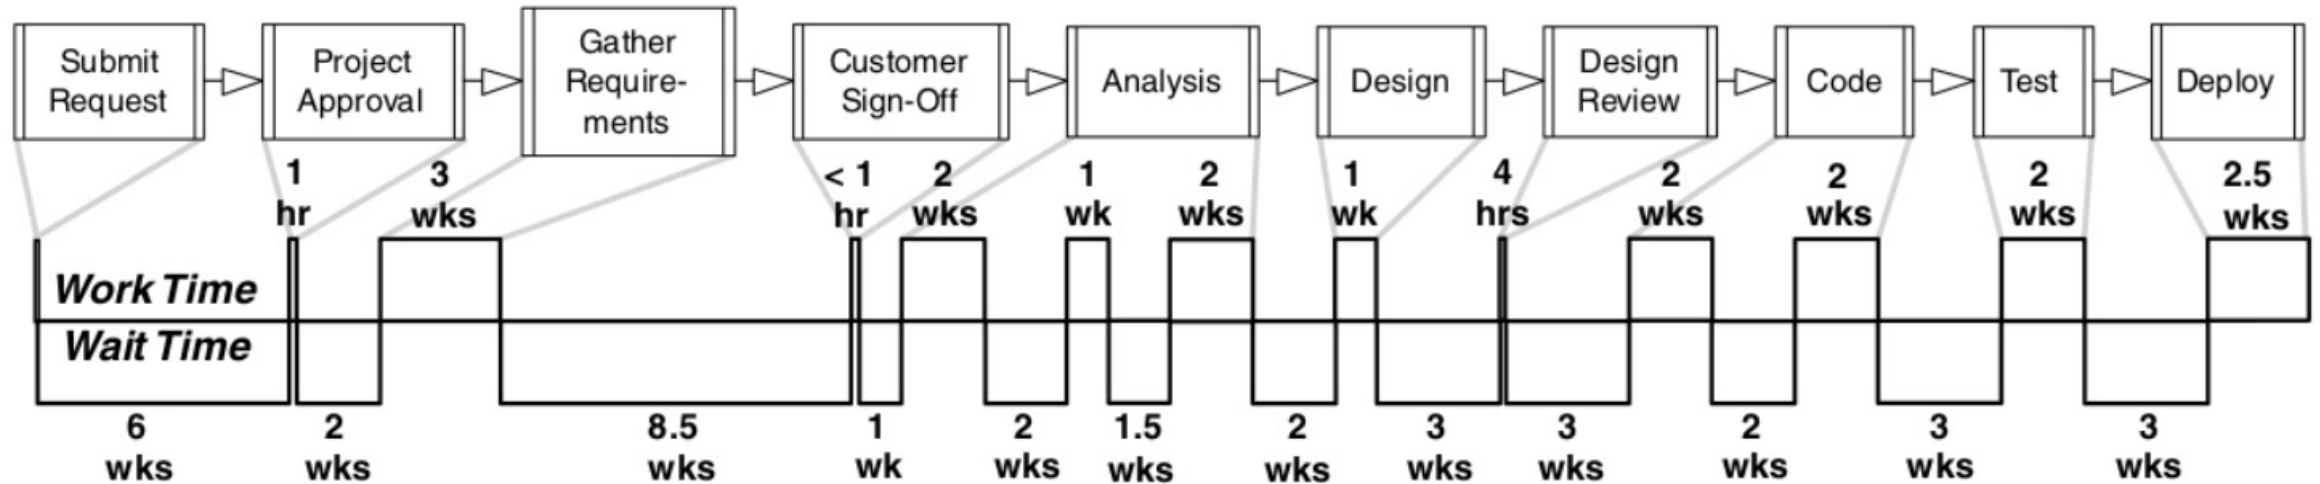 Submit
Request
Project
Approval
Gather
Require-
ments
Customer
Sign-Off
Analysis
Design
Design
Review
Code
Test
Deploy
1
hr
3
wks
< 1
hr
2
wks
1
wk
2
wks
1
wk
4
hrs
2
wks
2
wks
2
wks
2.5
wks
Work Time
Wait Time
6
wks
2
wks
8.5
wks
1
wk
2
wks
1.5
wks
2
wks
3
wks
3
wks
2
wks
3
wks
3
wks